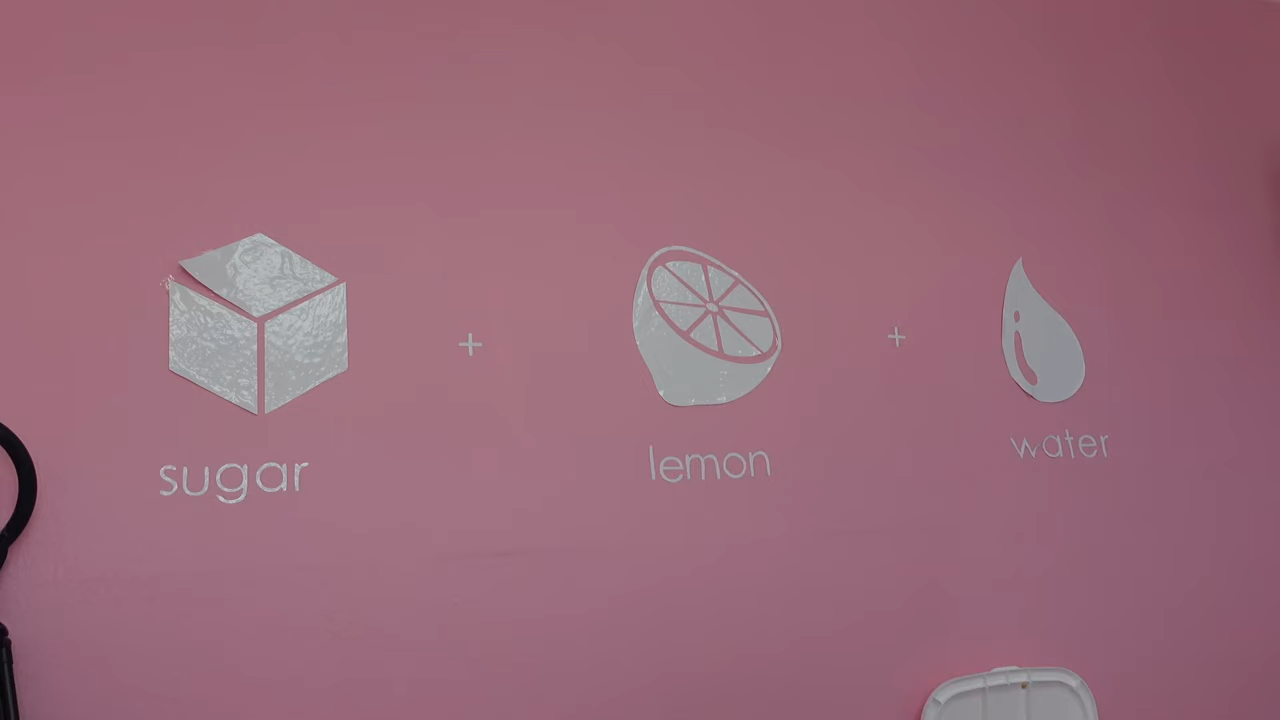 sugar + lemon + water